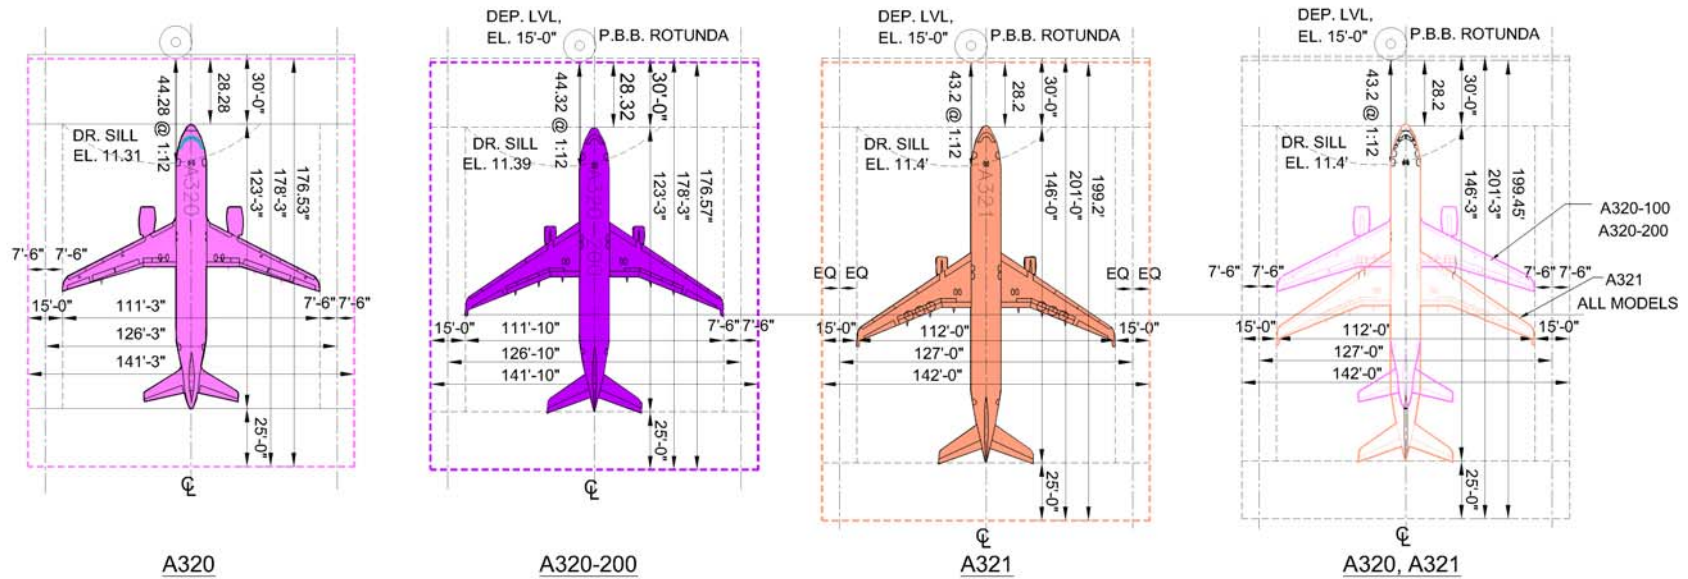 44.28 @ 1:12
28.28
30'-0"
DR. SILL
EL. 11.31
A320
123'-3"
178'-3"
176.53"
7'-6"
7'-6"
15'-0"
111'-3"
7'-6"
7'-6"
126'-3"
141'-3"
25'-0"
℄
A320
DEP. LVL,
EL. 15'-0"
P.B.B. ROTUNDA
44.32 @ 1:12
28.32
30'-0"
DR. SILL
EL. 11.39
A320-200
123'-3"
178'-3"
176.57"
15'-0"
111'-10"
7'-6"
7'-6"
126'-10"
141'-10"
25'-0"
℄
A320-200
DEP. LVL,
EL. 15'-0"
P.B.B. ROTUNDA
43.2 @ 1:12
28.2
30'-0"
DR. SILL
EL. 11.4'
A321
146'-0"
201'-0"
199.2'
EQ
EQ
EQ
EQ
15'-0"
112'-0"
15'-0"
127'-0"
142'-0"
25'-0"
℄
A321
DEP. LVL,
EL. 15'-0"
P.B.B. ROTUNDA
43.2 @ 1:12
28.2
30'-0"
DR. SILL
EL. 11.4'
146'-3"
201'-3"
199.45'
A320-100
A320-200
7'-6"
7'-6"
7'-6"
7'-6"
A321
ALL MODELS
15'-0"
112'-0"
15'-0"
127'-0"
142'-0"
25'-0"
℄
A320, A321